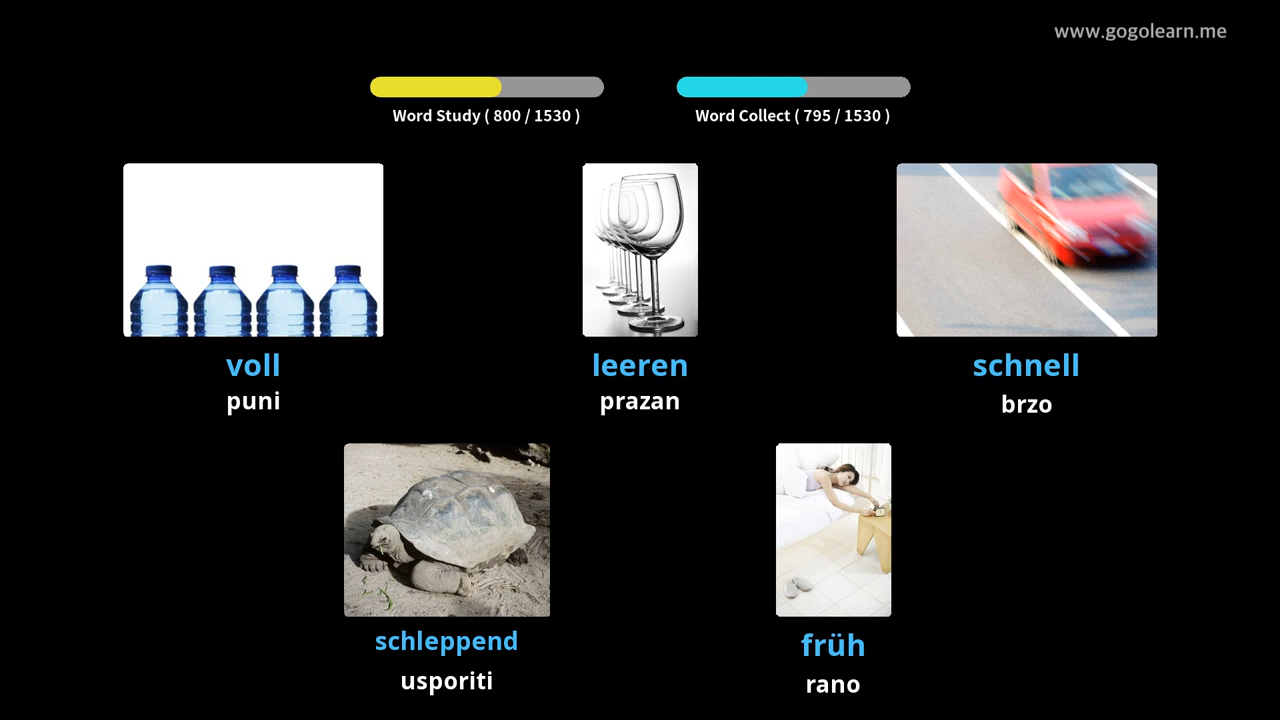 www.gogolearn.me
Word Study ( 800 / 1530 )
Word Collect ( 795 / 1530 )
voll
puni
leeren
prazan
schnell
brzo
schleppend
usporiti
früh
rano